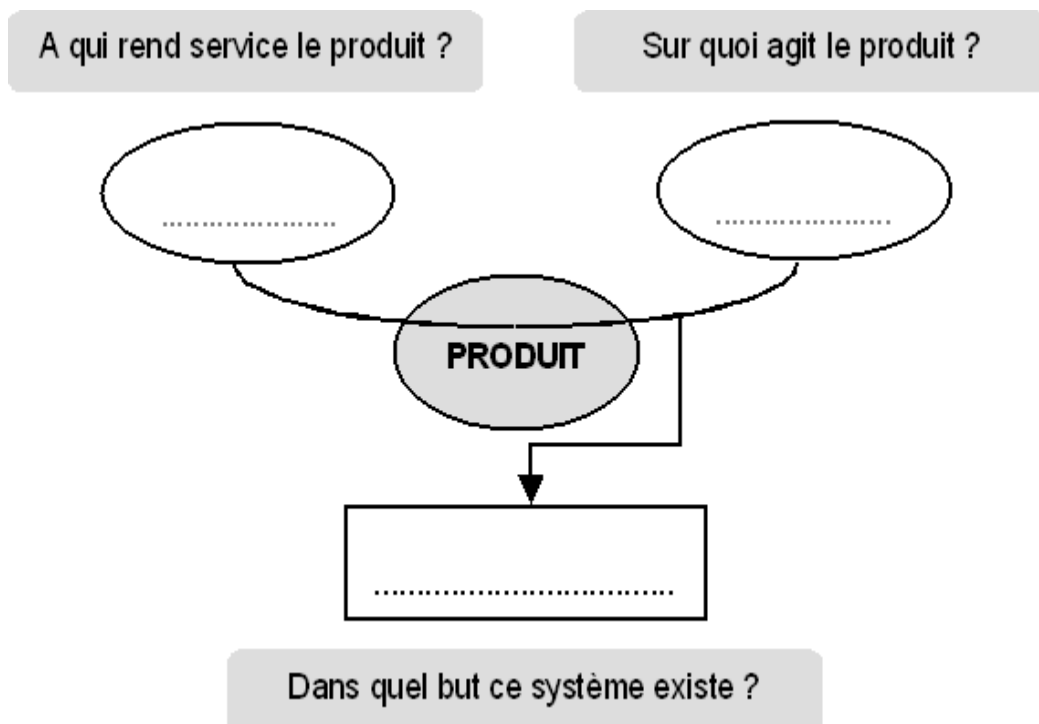 A qui rend service le produit ?
Sur quoi agit le produit ?
.......................
.......................
PRODUIT
..................................
Dans quel but ce système existe ?